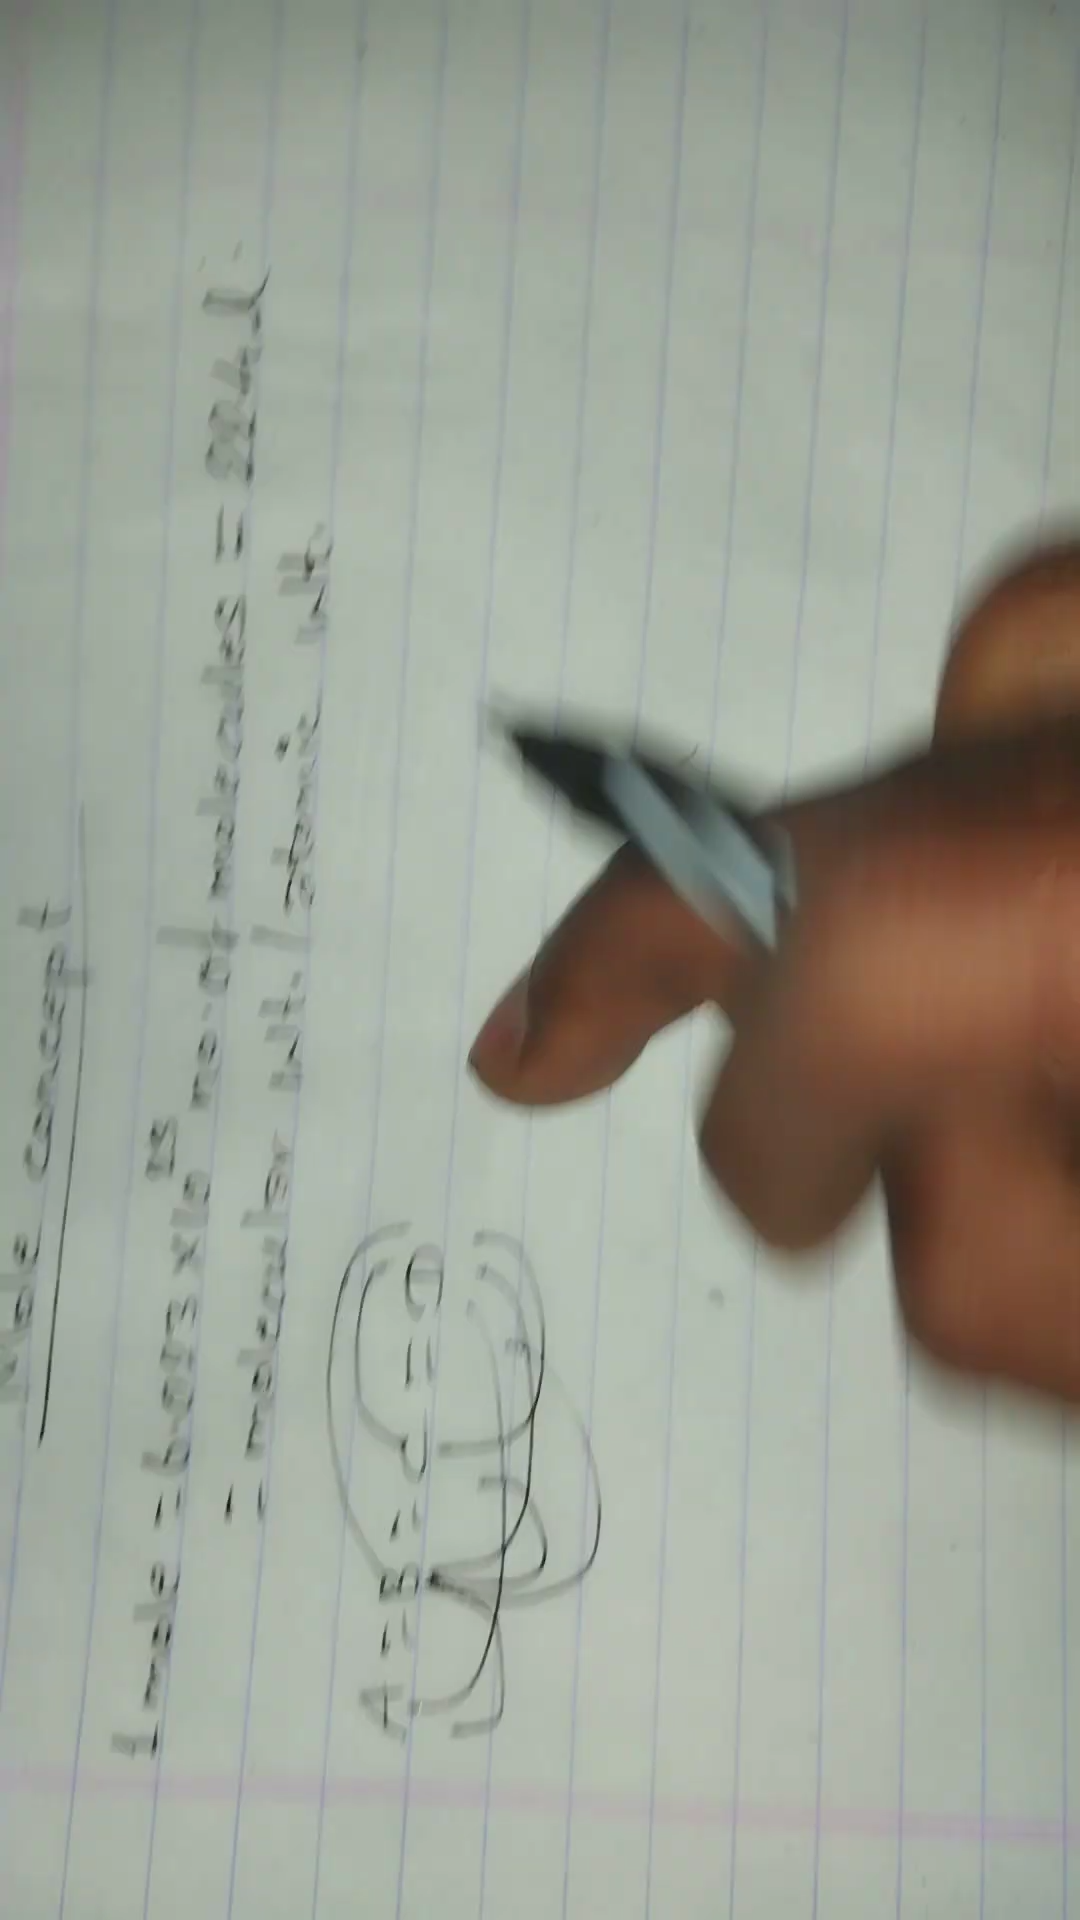 Mole concept
1 mole = 6.023 x 10²³ no. of molecules = 22.4 L
= molecular wt. / atomic wt.
A = B = C = D